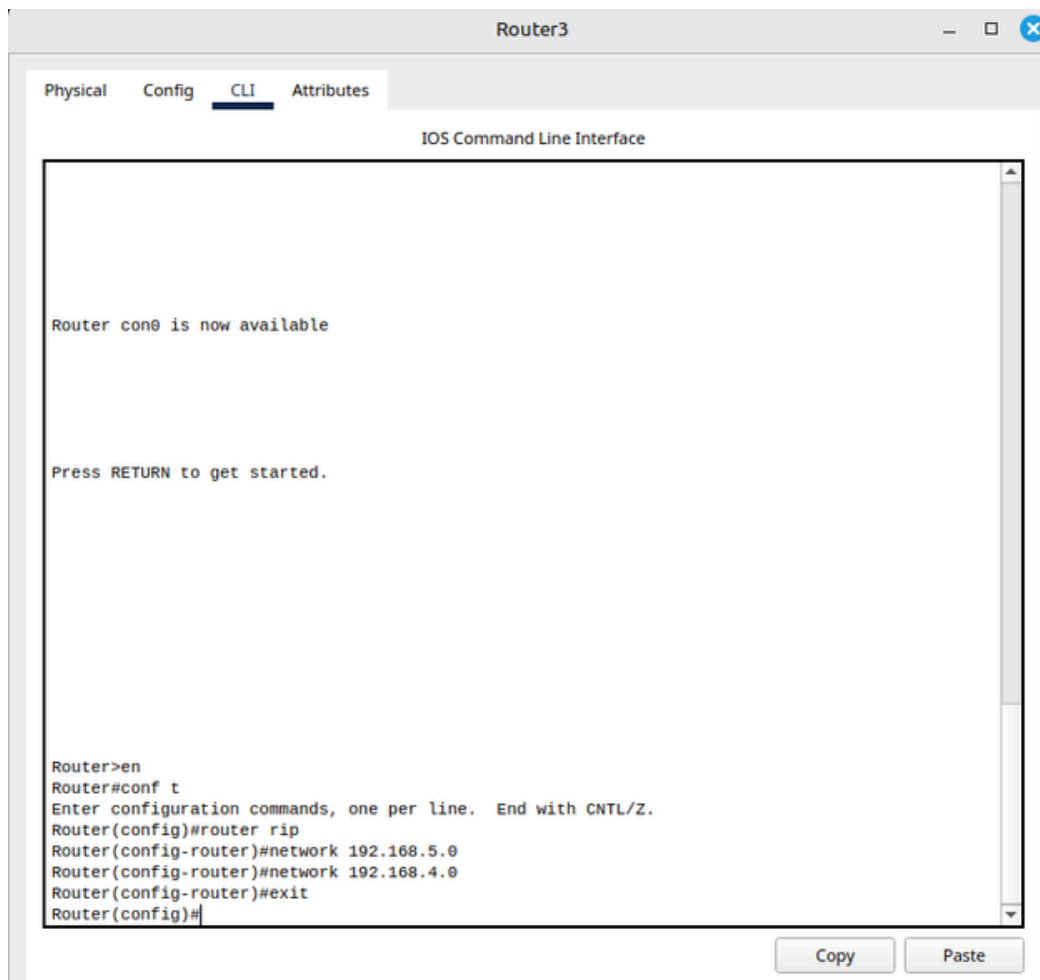 Router3
Physical Config CLI Attributes
IOS Command Line Interface
Router con0 is now available
Press RETURN to get started.
Router>en
Router#conf t
Enter configuration commands, one per line.  End with CNTL/Z.
Router(config)#router rip
Router(config-router)#network 192.168.5.0
Router(config-router)#network 192.168.4.0
Router(config-router)#exit
Router(config)#
Copy Paste